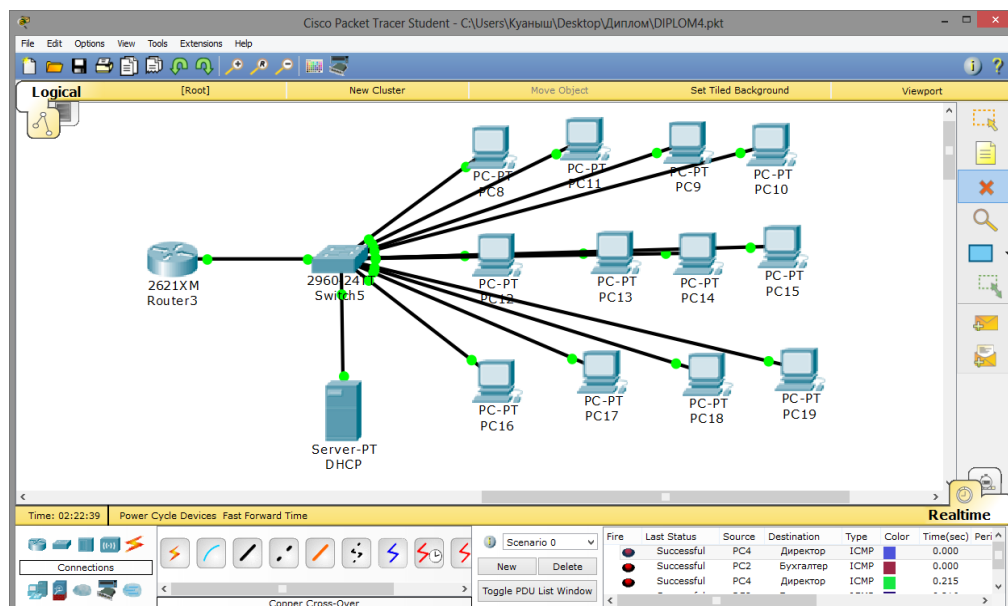 Cisco Packet Tracer Student - C:\Users\Куаныш\Desktop\Диплом\DIPLOM4.pkt
File Edit Options View Tools Extensions Help
Logical [Root] New Cluster Move Object Set Tiled Background Viewport
PC-PT
PC8
PC-PT
PC11
PC-PT
PC9
PC-PT
PC10
2621XM
Router3
2960-24TT
Switch5
PC-PT
PC12
PC-PT
PC13
PC-PT
PC14
PC-PT
PC15
PC-PT
PC16
PC-PT
PC17
PC-PT
PC18
PC-PT
PC19
Server-PT
DHCP
Time: 02:22:39 Power Cycle Devices Fast Forward Time Realtime
Connections
Copper Cross-Over
Scenario 0
New Delete
Toggle PDU List Window
Fire Last Status Source Destination Type Color Time(sec)
Successful PC4 Директор ICMP 0.000
Successful PC2 Бухгалтер ICMP 0.000
Successful PC4 Директор ICMP 0.215